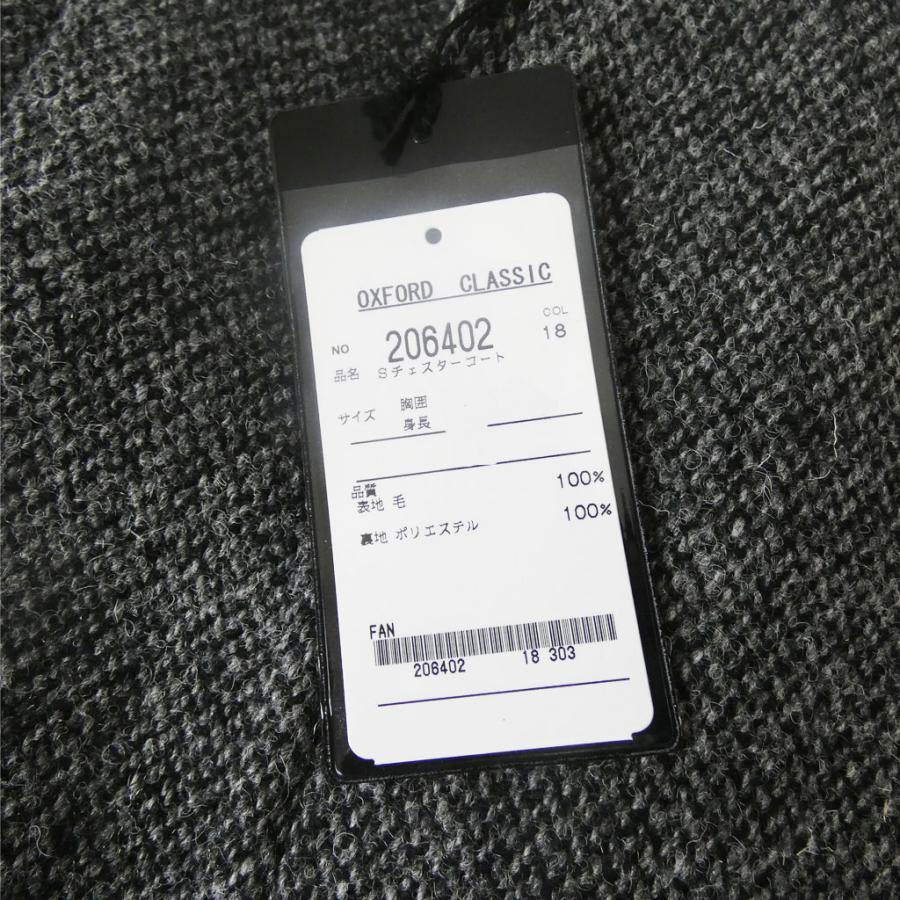 OXFORD CLASSIC
NO 206402 COL 18
品名 Sチェスターコート
サイズ 胸囲
身長
品質
表地 毛 100%
裏地 ポリエステル 100%
FAN
206402 18 303